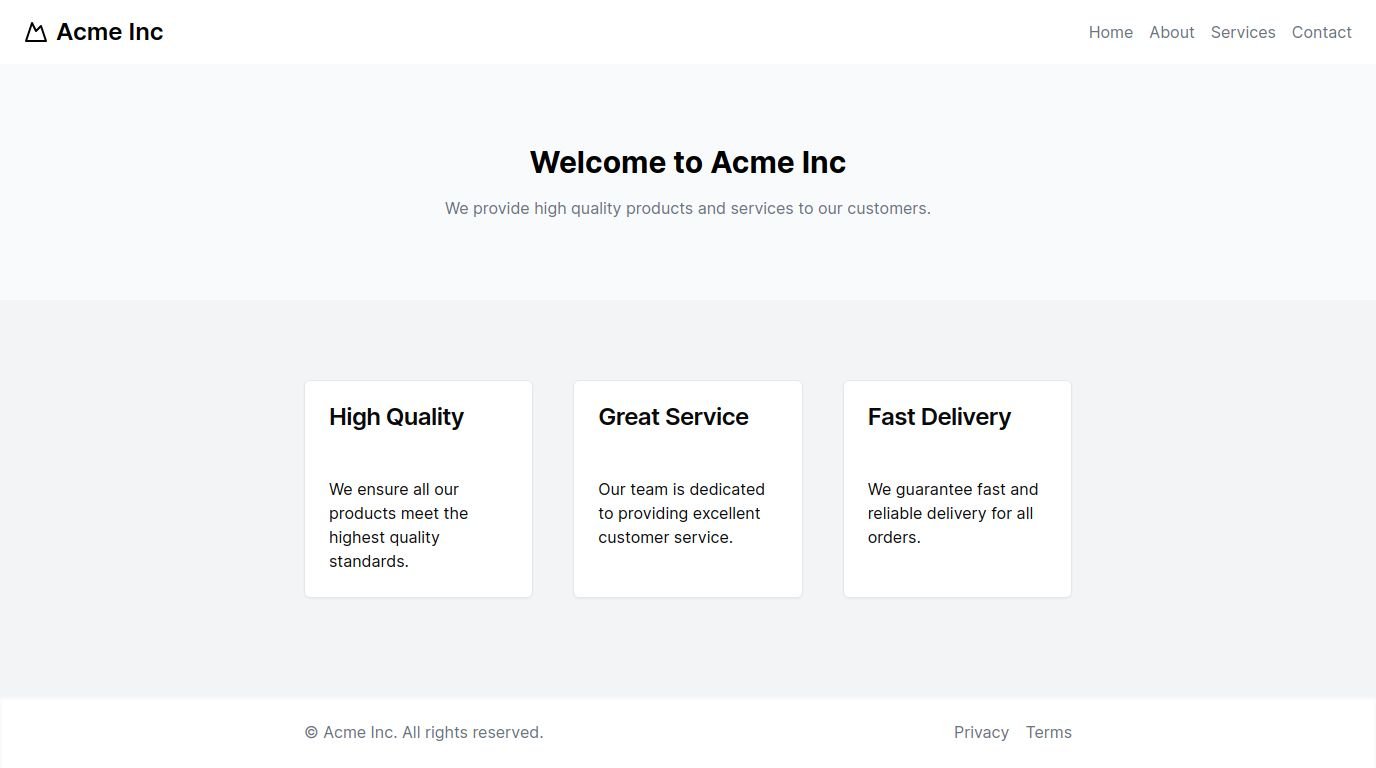 Acme Inc
Home About Services Contact
Welcome to Acme Inc
We provide high quality products and services to our customers.
High Quality
We ensure all our
products meet the
highest quality
standards.
Great Service
Our team is dedicated
to providing excellent
customer service.
Fast Delivery
We guarantee fast and
reliable delivery for all
orders.
© Acme Inc. All rights reserved.
Privacy Terms